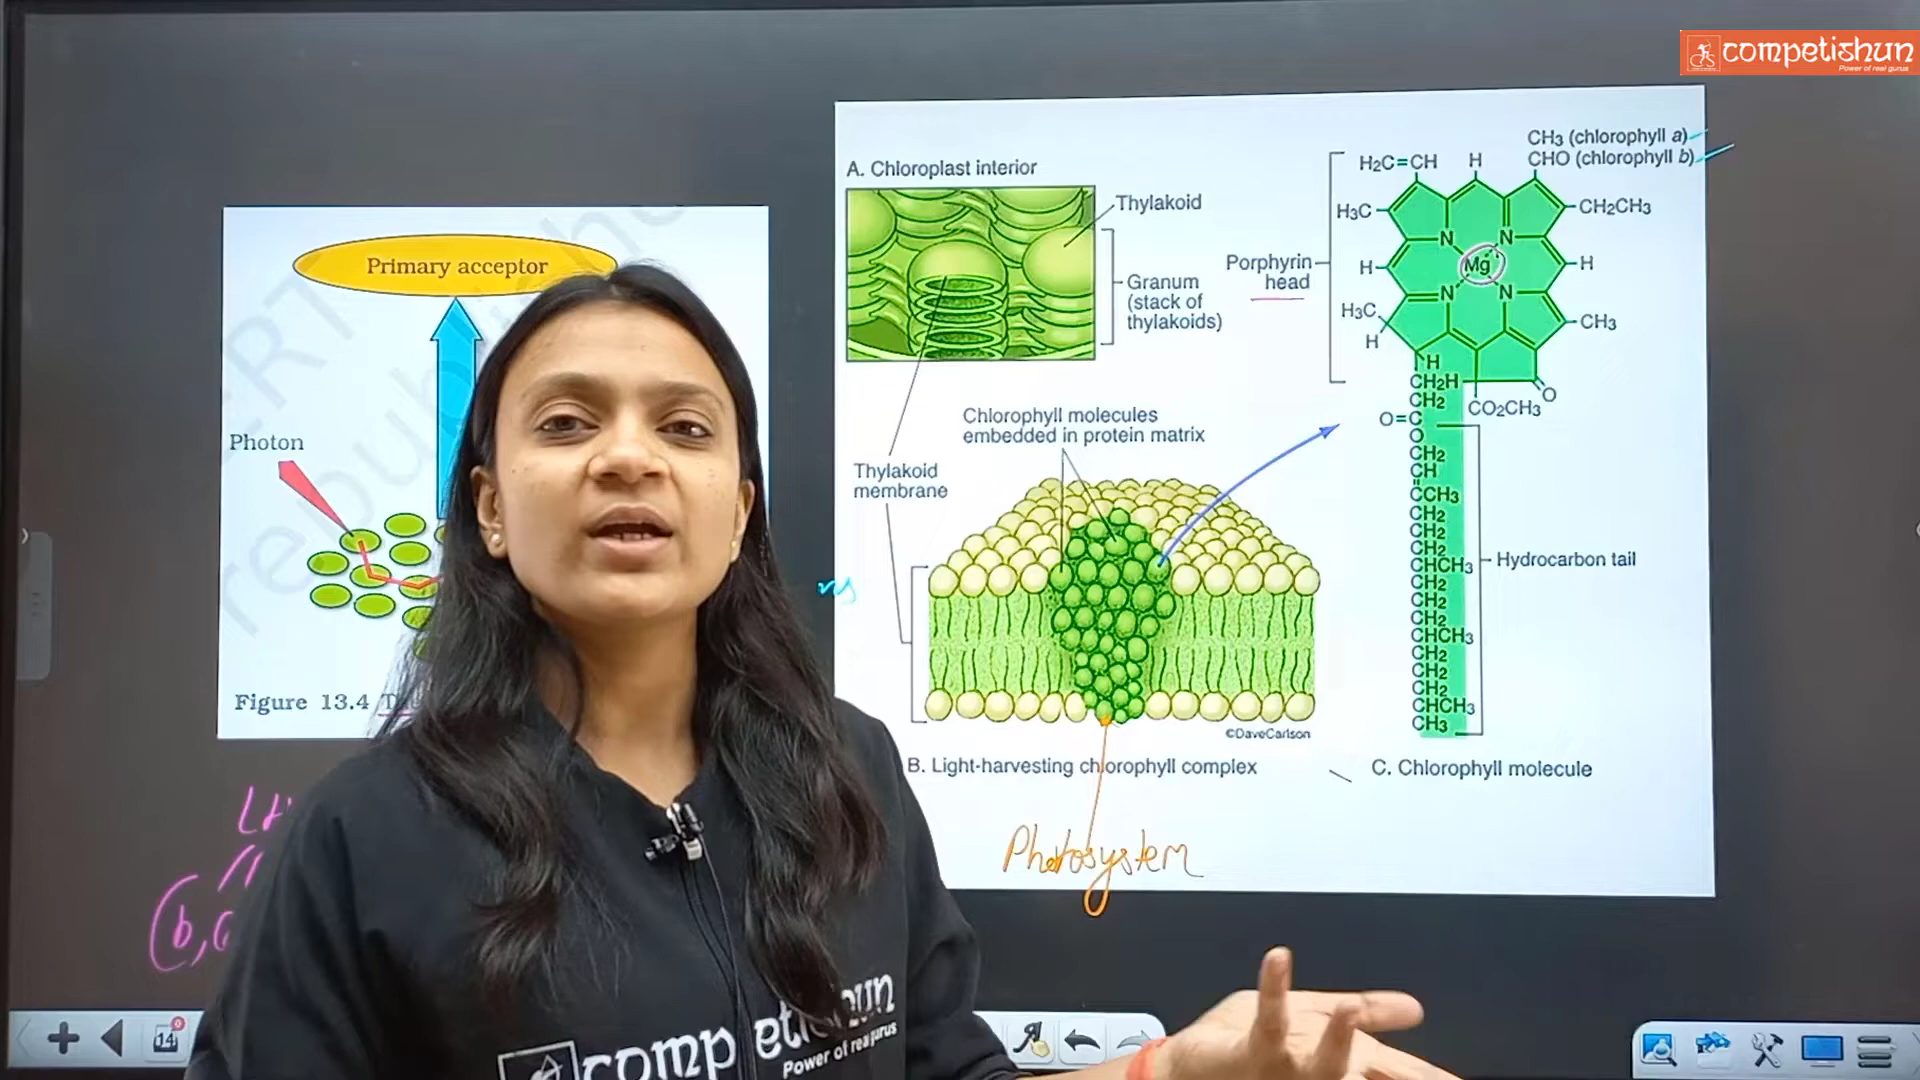 competishun
Power of real gurus
Primary acceptor
Photon
Figure 13.4
A. Chloroplast interior
Thylakoid
Granum
(stack of
thylakoids)
Chlorophyll molecules
embedded in protein matrix
Thylakoid
membrane
©DaveCarlson
B. Light-harvesting chlorophyll complex
Photosystem
CH3 (chlorophyll a)
CHO (chlorophyll b)
H2C=CH
H
H3C
CH2CH3
N
N
Mg
H
H
N
N
Porphyrin
head
H3C
CH3
H
H
CH2H
CH2
O
CO2CH3
O=C
O
CH2
CH
CCH3
CH2
CH2
CH2
CHCH3
CH2
CH2
CH2
CHCH3
CH2
CH2
CH2
CHCH3
CH3
Hydrocarbon tail
C. Chlorophyll molecule
14
competishun
Power of real gurus